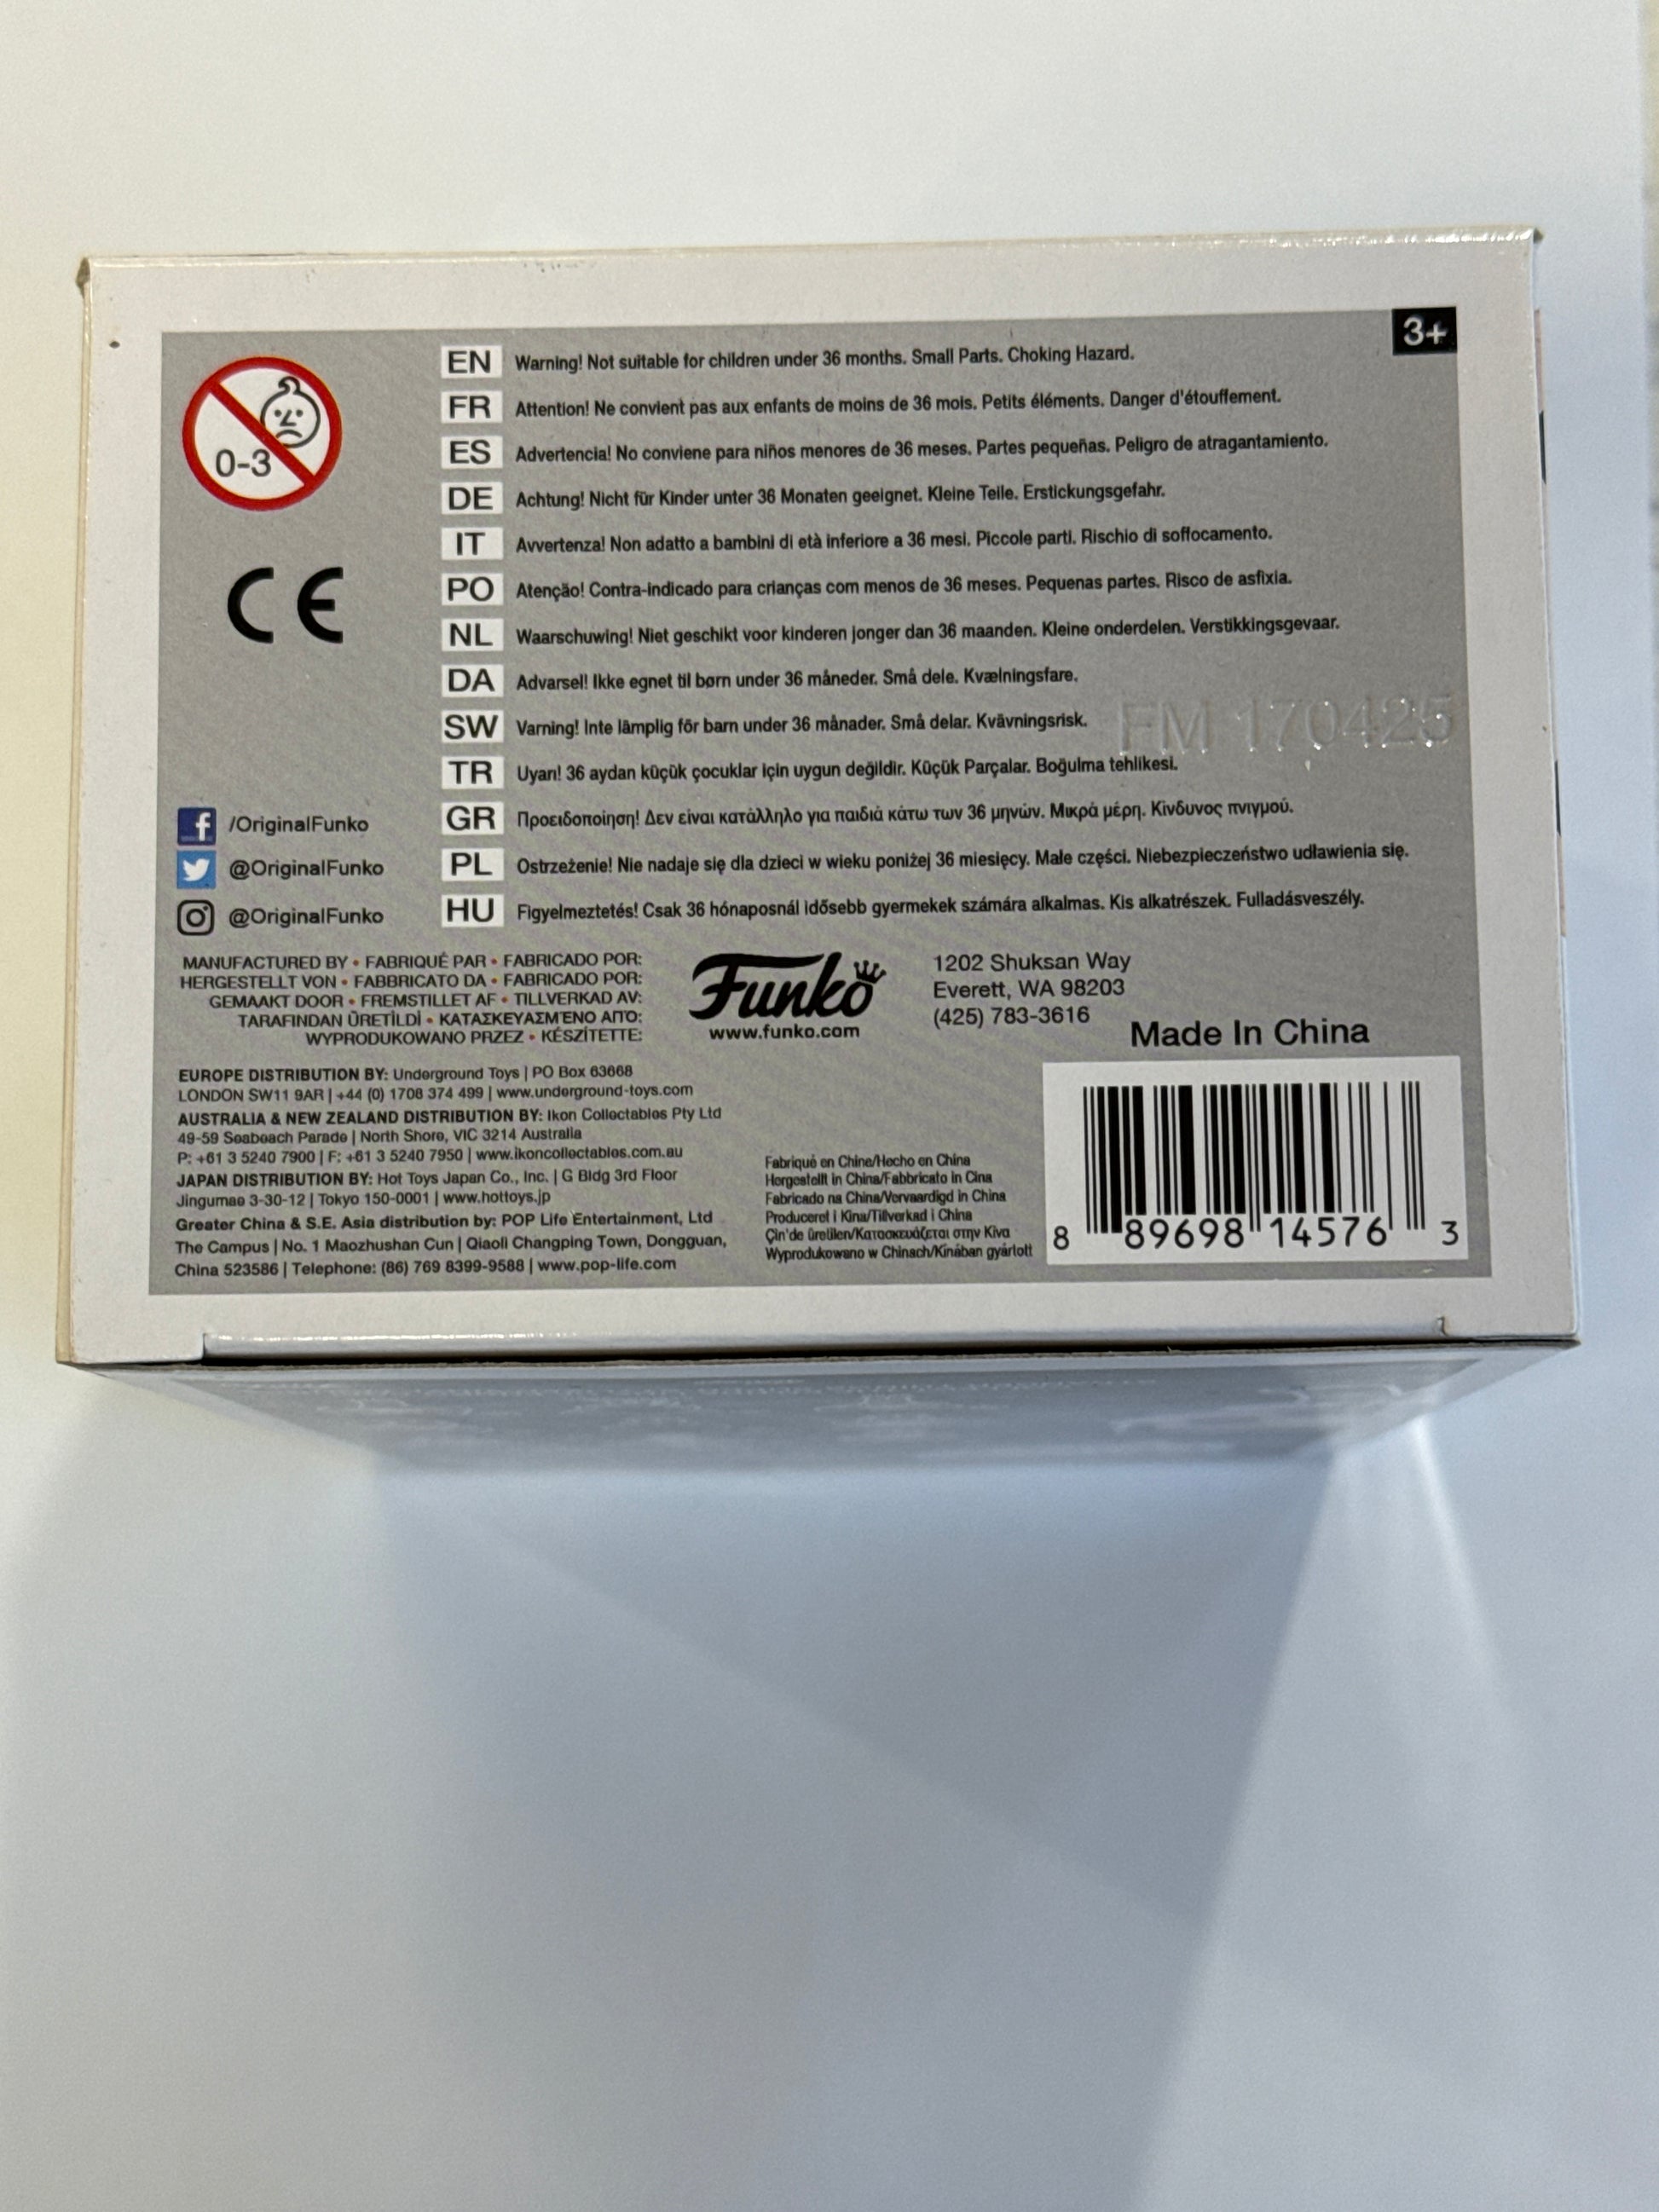 3+
0-3
EN Warning! Not suitable for children under 36 months. Small Parts. Choking Hazard.
FR Attention! Ne convient pas aux enfants de moins de 36 mois. Petits éléments. Danger d'étouffement.
ES Advertencia! No conviene para niños menores de 36 meses. Partes pequeñas. Peligro de atragantamiento.
DE Achtung! Nicht für Kinder unter 36 Monaten geeignet. Kleine Teile. Erstickungsgefahr.
IT Avvertenza! Non adatto a bambini di età inferiore a 36 mesi. Piccole parti. Rischio di soffocamento.
PO Atenção! Contra-indicado para crianças com menos de 36 meses. Pequenas partes. Risco de asfixia.
NL Waarschuwing! Niet geschikt voor kinderen jonger dan 36 maanden. Kleine onderdelen. Verstikkingsgevaar.
DA Advarsel! Ikke egnet til børn under 36 måneder. Små dele. Kvælningsfare.
SW Varning! Inte lämplig för barn under 36 månader. Små delar. Kvävningsrisk.
FM 170425
TR Uyarı! 36 aydan küçük çocuklar için uygun değildir. Küçük Parçalar. Boğulma tehlikesi.
GR Προειδοποίηση! Δεν είναι κατάλληλο για παιδιά κάτω των 36 μηνών. Μικρά μέρη. Κίνδυνος πνιγμού.
PL Ostrzeżenie! Nie nadaje się dla dzieci w wieku poniżej 36 miesięcy. Małe części. Niebezpieczeństwo udławienia się.
HU Figyelmeztetés! Csak 36 hónaposnál idősebb gyermekek számára alkalmas. Kis alkatrészek. Fulladásveszély.
CE
/OriginalFunko
@OriginalFunko
@OriginalFunko
MANUFACTURED BY • FABRIQUÉ PAR • FABRICADO POR:
HERGESTELLT VON • FABBRICATO DA • FABRICADO POR:
GEMAAKT DOOR • FREMSTILLET AF • TILLVERKAD AV:
TARAFINDAN ÜRETİLDİ • ΚΑΤΑΣΚΕΥΑΣΜΈΝΟ ΑΠΌ:
WYPRODUKOWANO PRZEZ • KÉSZÍTETTE:
Funko
www.funko.com
1202 Shuksan Way
Everett, WA 98203
(425) 783-3616
Made In China
EUROPE DISTRIBUTION BY: Underground Toys | PO Box 63668
LONDON SW11 9AR | +44 (0) 1708 374 499 | www.underground-toys.com
AUSTRALIA & NEW ZEALAND DISTRIBUTION BY: Ikon Collectables Pty Ltd
49-59 Seabeach Parade | North Shore, VIC 3214 Australia
P: +61 3 5240 7900 | F: +61 3 5240 7950 | www.ikoncollectables.com.au
JAPAN DISTRIBUTION BY: Hot Toys Japan Co., Inc. | G Bldg 3rd Floor
Jingumae 3-30-12 | Tokyo 150-0001 | www.hottoys.jp
Greater China & S.E. Asia distribution by: POP Life Entertainment, Ltd
The Campus | No. 1 Maozhushan Cun | Qiaoli Changping Town, Dongguan,
China 523586 | Telephone: (86) 769 8399-9588 | www.pop-life.com
Fabriqué en Chine/Hecho en China
Hergestellt in China/Fabbricato in Cina
Fabricado na China/Vervaardigd in China
Produceret i Kina/Tillverkad i China
Çin'de üretilen/Κατασκευάζεται στην Κίνα
Wyprodukowano w Chinach/Kínában gyártott
8 89698 14576 3